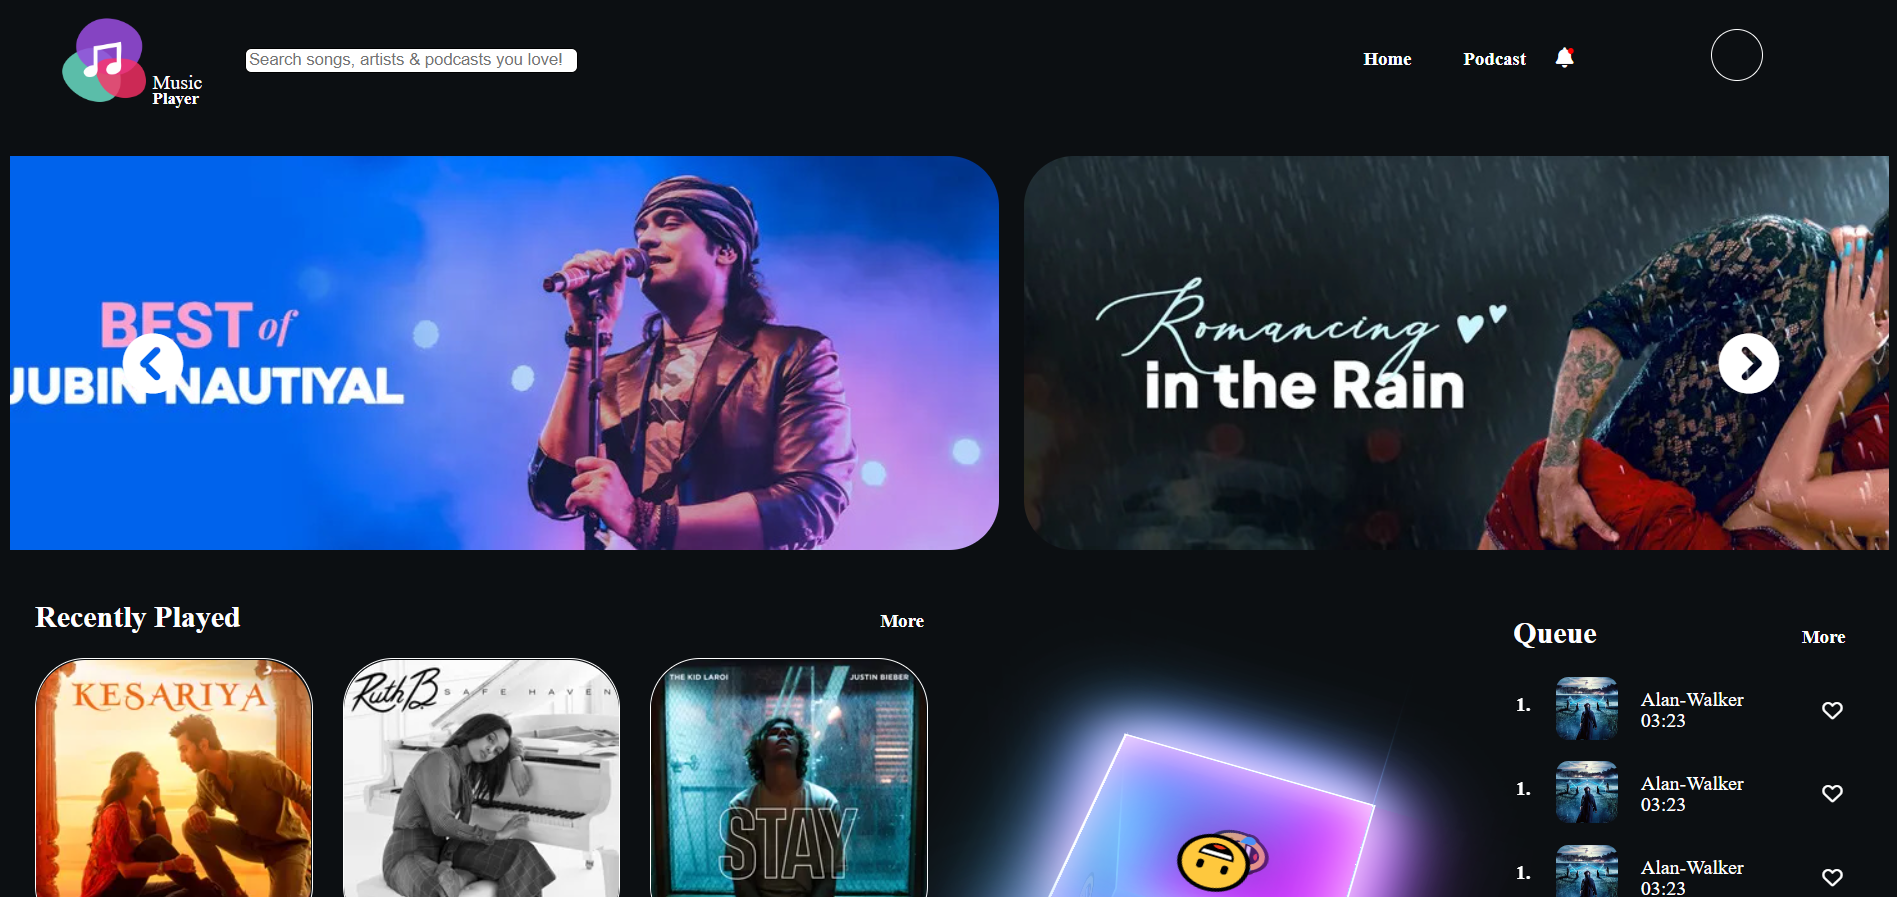 Music
Player
Search songs, artists & podcasts you love!
Home
Podcast
BEST of
JUBIN NAUTIYAL
Romancing
in the Rain
Recently Played
More
KESARIYA
Ruth B.
SAFE HAVEN
THE KID LAROI
JUSTIN BIEBER
STAY
Queue
More
1.
Alan-Walker
03:23
1.
Alan-Walker
03:23
1.
Alan-Walker
03:23